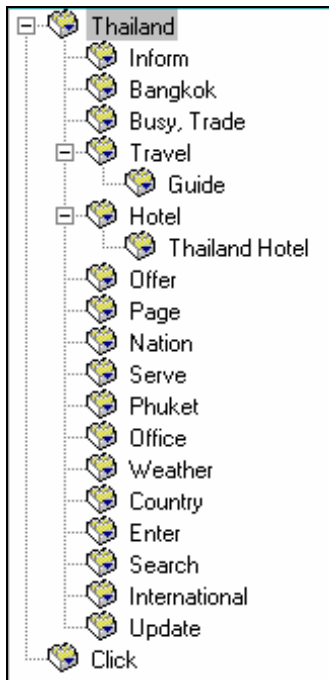 Thailand
Inform
Bangkok
Busy, Trade
Travel
Guide
Hotel
Thailand Hotel
Offer
Page
Nation
Serve
Phuket
Office
Weather
Country
Enter
Search
International
Update
Click